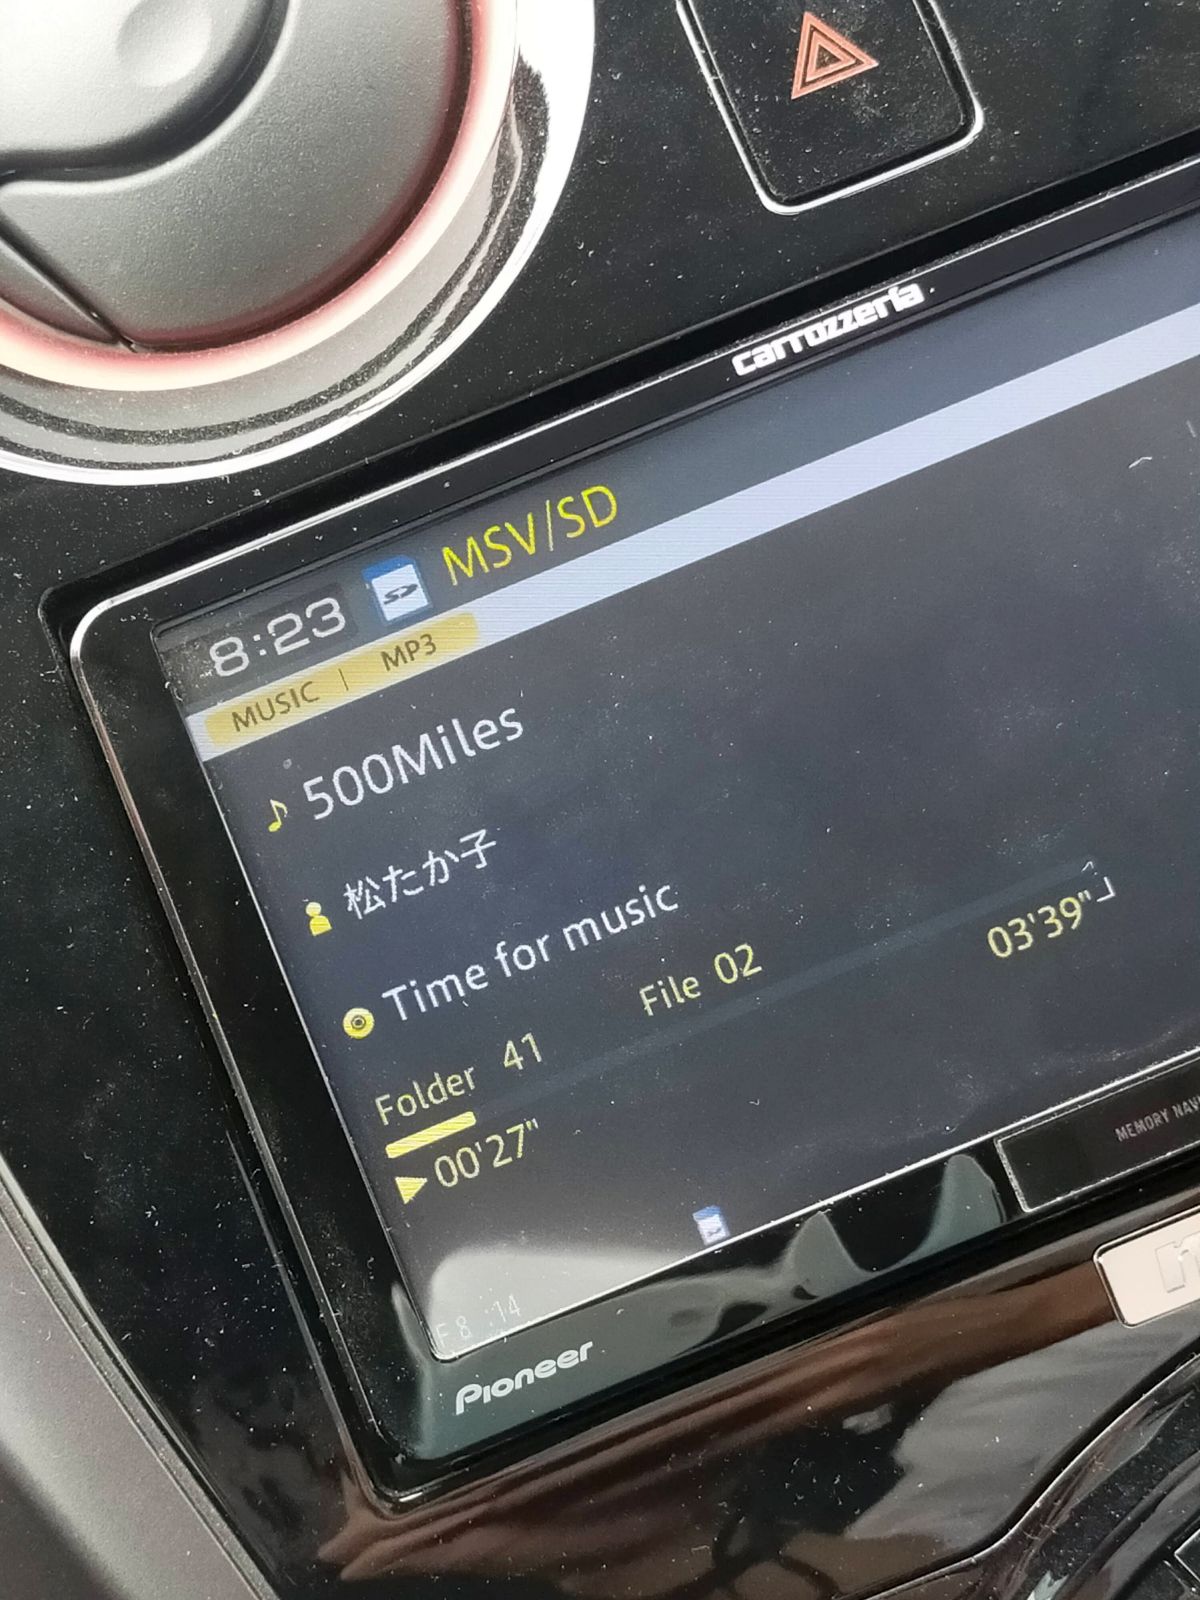 carrozzeria
8:23 SD MSV/SD
MUSIC | MP3
500Miles
松たか子
Time for music
Folder 41 File 02
03'39"
00'27"
MEMORY
Pioneer